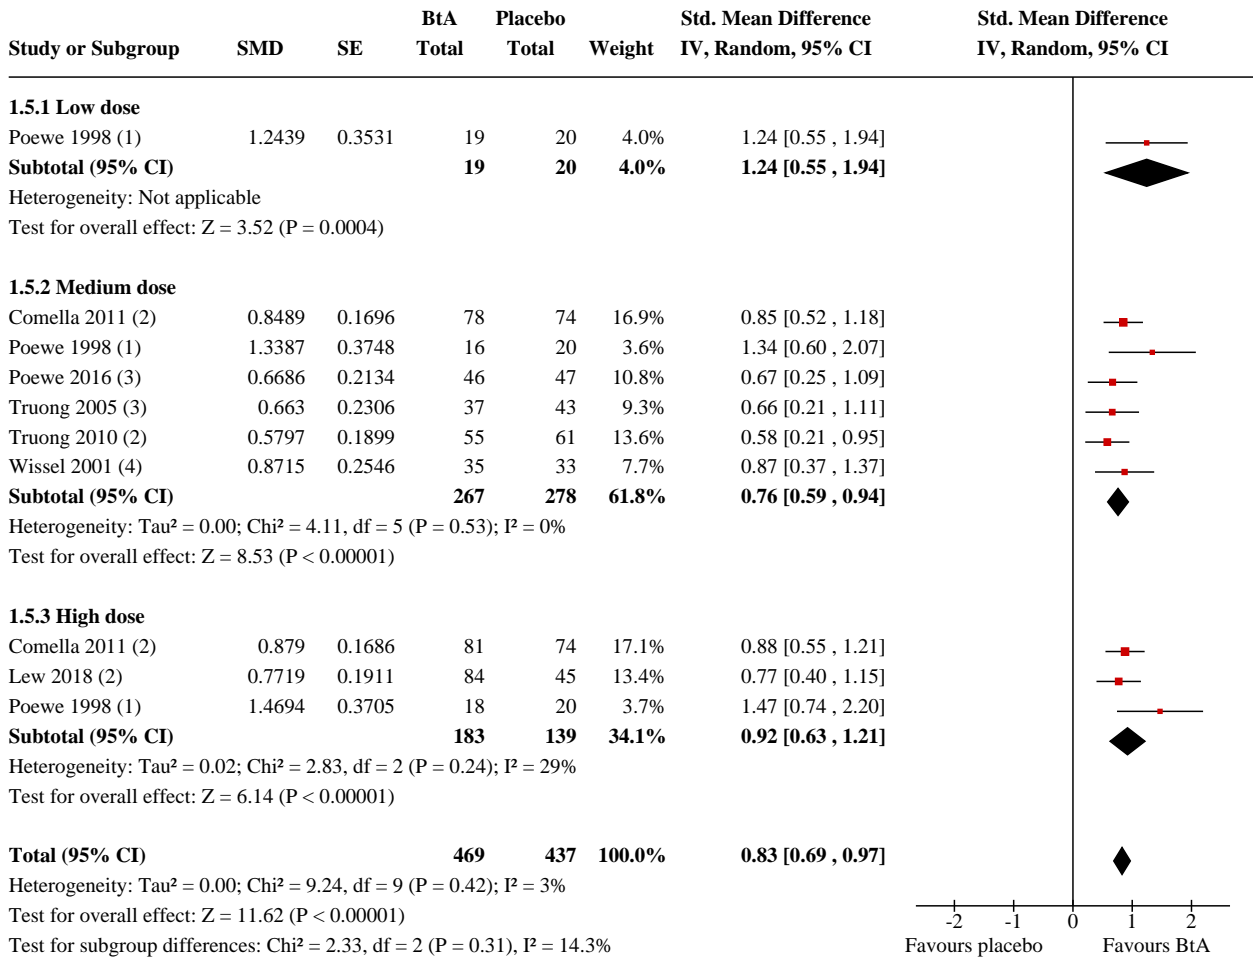 BtA Placebo Std. Mean Difference Std. Mean Difference
Study or Subgroup SMD SE Total Total Weight IV, Random, 95% CI IV, Random, 95% CI
1.5.1 Low dose
Poewe 1998 (1) 1.2439 0.3531 19 20 4.0% 1.24 [0.55 , 1.94]
Subtotal (95% CI) 19 20 4.0% 1.24 [0.55 , 1.94]
Heterogeneity: Not applicable
Test for overall effect: Z = 3.52 (P = 0.0004)
1.5.2 Medium dose
Comella 2011 (2) 0.8489 0.1696 78 74 16.9% 0.85 [0.52 , 1.18]
Poewe 1998 (1) 1.3387 0.3748 16 20 3.6% 1.34 [0.60 , 2.07]
Poewe 2016 (3) 0.6686 0.2134 46 47 10.8% 0.67 [0.25 , 1.09]
Truong 2005 (3) 0.663 0.2306 37 43 9.3% 0.66 [0.21 , 1.11]
Truong 2010 (2) 0.5797 0.1899 55 61 13.6% 0.58 [0.21 , 0.95]
Wissel 2001 (4) 0.8715 0.2546 35 33 7.7% 0.87 [0.37 , 1.37]
Subtotal (95% CI) 267 278 61.8% 0.76 [0.59 , 0.94]
Heterogeneity: Tau² = 0.00; Chi² = 4.11, df = 5 (P = 0.53); I² = 0%
Test for overall effect: Z = 8.53 (P < 0.00001)
1.5.3 High dose
Comella 2011 (2) 0.879 0.1686 81 74 17.1% 0.88 [0.55 , 1.21]
Lew 2018 (2) 0.7719 0.1911 84 45 13.4% 0.77 [0.40 , 1.15]
Poewe 1998 (1) 1.4694 0.3705 18 20 3.7% 1.47 [0.74 , 2.20]
Subtotal (95% CI) 183 139 34.1% 0.92 [0.63 , 1.21]
Heterogeneity: Tau² = 0.02; Chi² = 2.83, df = 2 (P = 0.24); I² = 29%
Test for overall effect: Z = 6.14 (P < 0.00001)
Total (95% CI) 469 437 100.0% 0.83 [0.69 , 0.97]
Heterogeneity: Tau² = 0.00; Chi² = 9.24, df = 9 (P = 0.42); I² = 3%
Test for overall effect: Z = 11.62 (P < 0.00001)
-2 -1 0 1 2
Test for subgroup differences: Chi² = 2.33, df = 2 (P = 0.31), I² = 14.3% Favours placebo Favours BtA